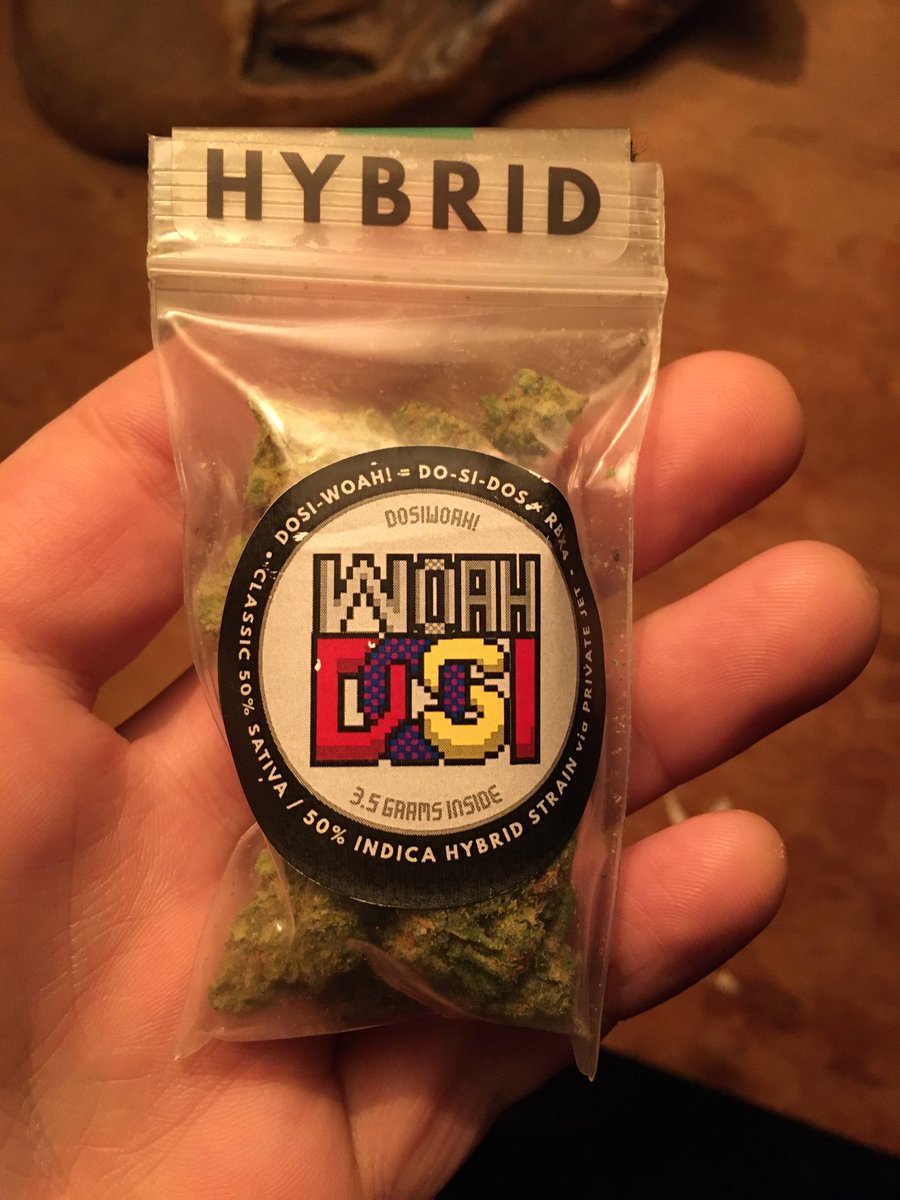 HYBRID
• DOSI-WOAH! = DO-SI-DOS x RBX4 •
CLASSIC 50% SATIVA / 50% INDICA HYBRID STRAIN via PRIVATE JET
DOSIWOAH!
WOAH
DOSI
3.5 GRAMS INSIDE